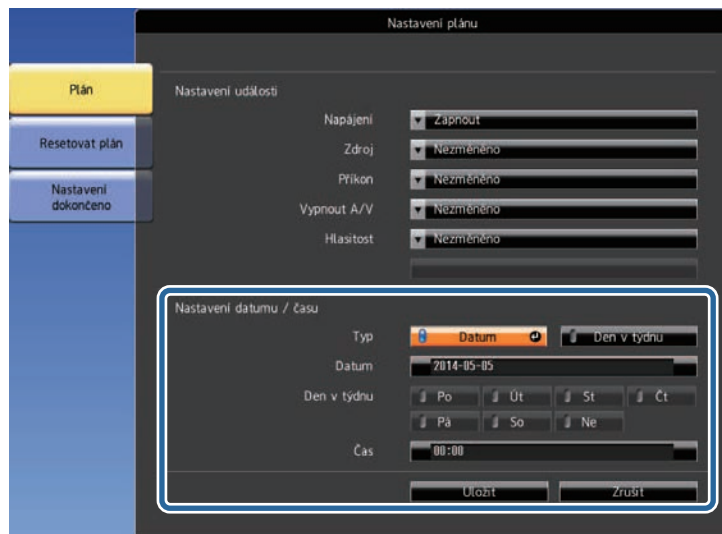 Nastavení plánu
Plán
Resetovat plán
Nastavení
dokončeno
Nastavení události
Napájení Zapnout
Zdroj Nezměněno
Příkon Nezměněno
Vypnout A/V Nezměněno
Hlasitost Nezměněno
Nastavení datumu / času
Typ Datum Den v týdnu
Datum 2014-05-05
Den v týdnu Po Út St Čt
Pá So Ne
Čas 00:00
Uložit Zrušit